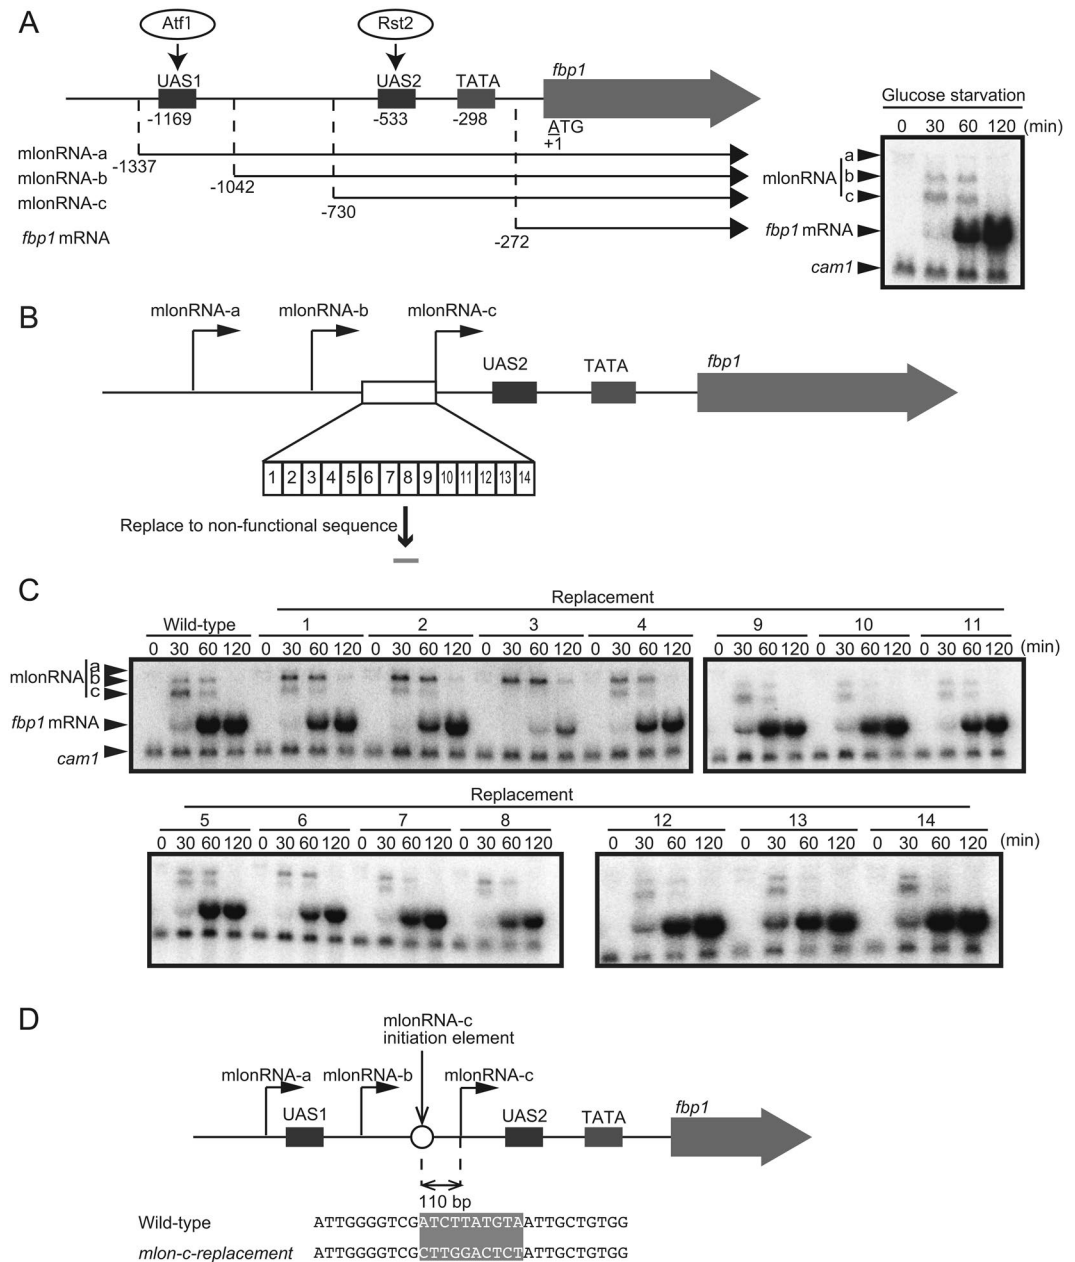 A
Atf1
Rst2
UAS1
UAS2
TATA
fbp1
-1169
-533
-298
ATG
+1
mlonRNA-a
-1337
mlonRNA-b
-1042
mlonRNA-c
-730
fbp1 mRNA
-272
Glucose starvation
0 30 60 120 (min)
a
mlonRNA b
c
fbp1 mRNA
cam1
B
mlonRNA-a
mlonRNA-b
mlonRNA-c
UAS2
TATA
fbp1
1 2 3 4 5 6 7 8 9 10 11 12 13 14
Replace to non-functional sequence
C
Replacement
Wild-type 1 2 3 4 9 10 11
0 30 60 120 0 30 60 120 0 30 60 120 0 30 60 120 0 30 60 120 0 30 60 120 0 30 60 120 0 30 60 120 (min)
a
mlonRNA b
c
fbp1 mRNA
cam1
Replacement
5 6 7 8 12 13 14
0 30 60 120 0 30 60 120 0 30 60 120 0 30 60 120 0 30 60 120 0 30 60 120 0 30 60 120 (min)
D
mlonRNA-c
initiation element
mlonRNA-a
mlonRNA-b
mlonRNA-c
UAS1
UAS2
TATA
fbp1
110 bp
Wild-type ATTGGGGTCGATCTTATGTAATTGCTGTGG
mlon-c-replacement ATTGGGGTCGCTTGGACTCTATTGCTGTGG